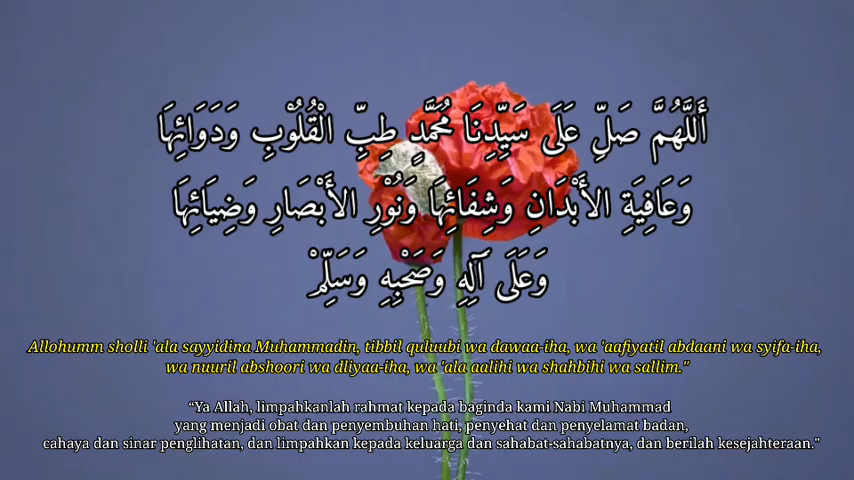 أَللَّهُمَّ صَلِّ عَلَى سَيِّدِنَا مُحَمَّدٍ طِبِّ الْقُلُوْبِ وَدَوَائِهَا
وَعَافِيَةِ الأَبْدَانِ وَشِفَائِهَا وَنُوْرِ الأَبْصَارِ وَضِيَائِهَا
وَعَلَى آلِهِ وَصَحْبِهِ وَسَلِّمْ
Allohumm sholli 'ala sayyidina Muhammadin, tibbil quluubi wa dawaa-iha, wa 'aafiyatil abdaani wa syifa-iha,
wa nuuril abshoori wa dliyaa-iha, wa 'ala aalihi wa shahbihi wa sallim."
“Ya Allah, limpahkanlah rahmat kepada baginda kami Nabi Muhammad
yang menjadi obat dan penyembuhan hati, penyehat dan penyelamat badan,
cahaya dan sinar penglihatan, dan limpahkan kepada keluarga dan sahabat-sahabatnya, dan berilah kesejahteraan."